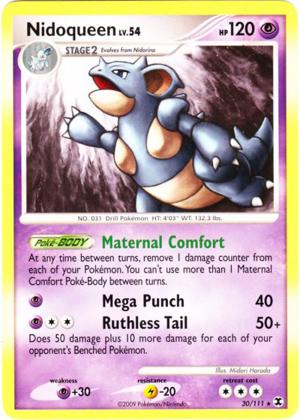 Nidoqueen LV.54 HP 120
STAGE 2 Evolves from Nidorina
NO. 031 Drill Pokémon HT: 4'03" WT: 132.3 lbs.
Poké-BODY Maternal Comfort
At any time between turns, remove 1 damage counter
from each of your Pokémon. You can't use more than 1 Maternal
Comfort Poké-Body between turns.
Mega Punch 40
Ruthless Tail 50+
Does 50 damage plus 10 more damage for each of
your opponent's Benched Pokémon.
Illus. Midori Harada
weakness resistance retreat cost
+30 -20
©2009 Pokémon/Nintendo 30/111 ★